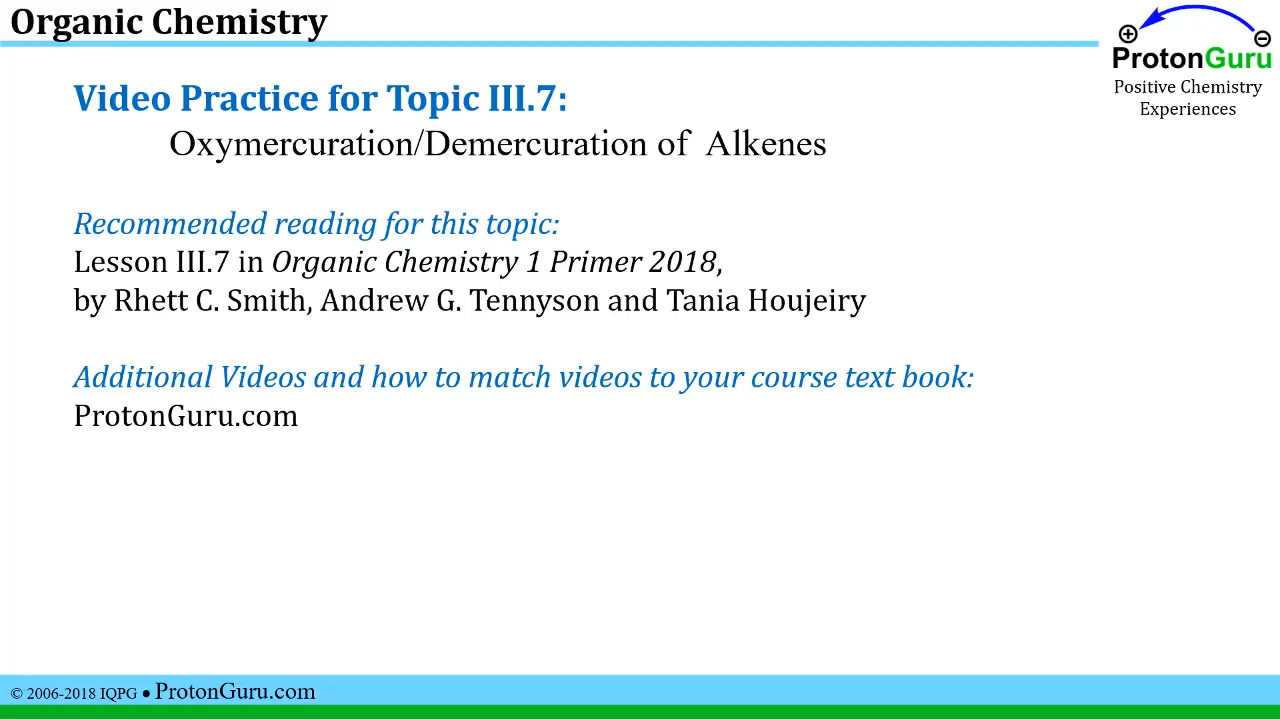 Organic Chemistry
⊕ ⊖
ProtonGuru
Positive Chemistry
Experiences
Video Practice for Topic III.7:
Oxymercuration/Demercuration of Alkenes
Recommended reading for this topic:
Lesson III.7 in Organic Chemistry 1 Primer 2018,
by Rhett C. Smith, Andrew G. Tennyson and Tania Houjeiry
Additional Videos and how to match videos to your course text book:
ProtonGuru.com
© 2006-2018 IQPG ● ProtonGuru.com